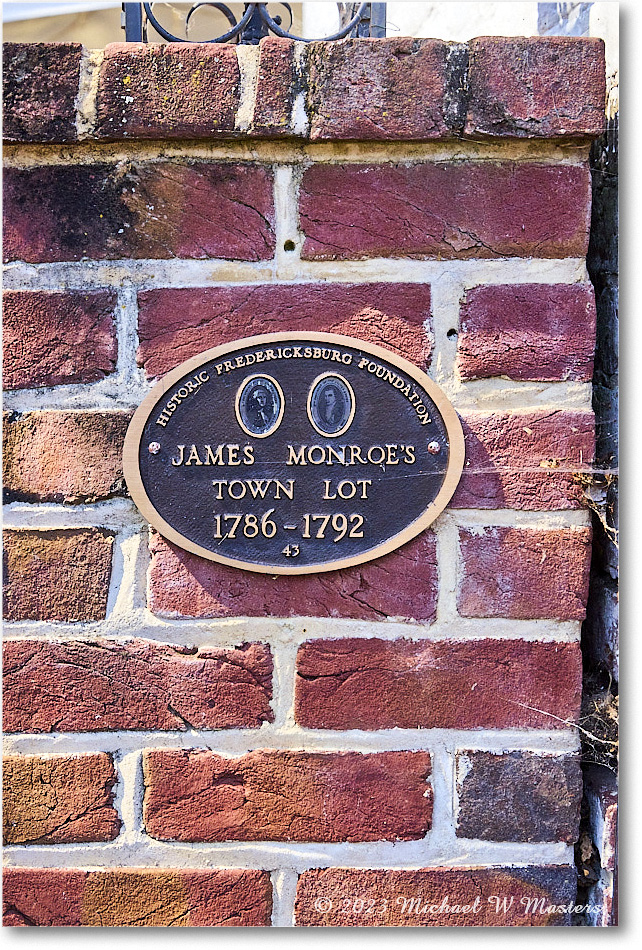 HISTORIC FREDERICKSBURG FOUNDATION
JAMES MONROE'S
TOWN LOT
1786-1792
43
© 2023 Michael W Masters